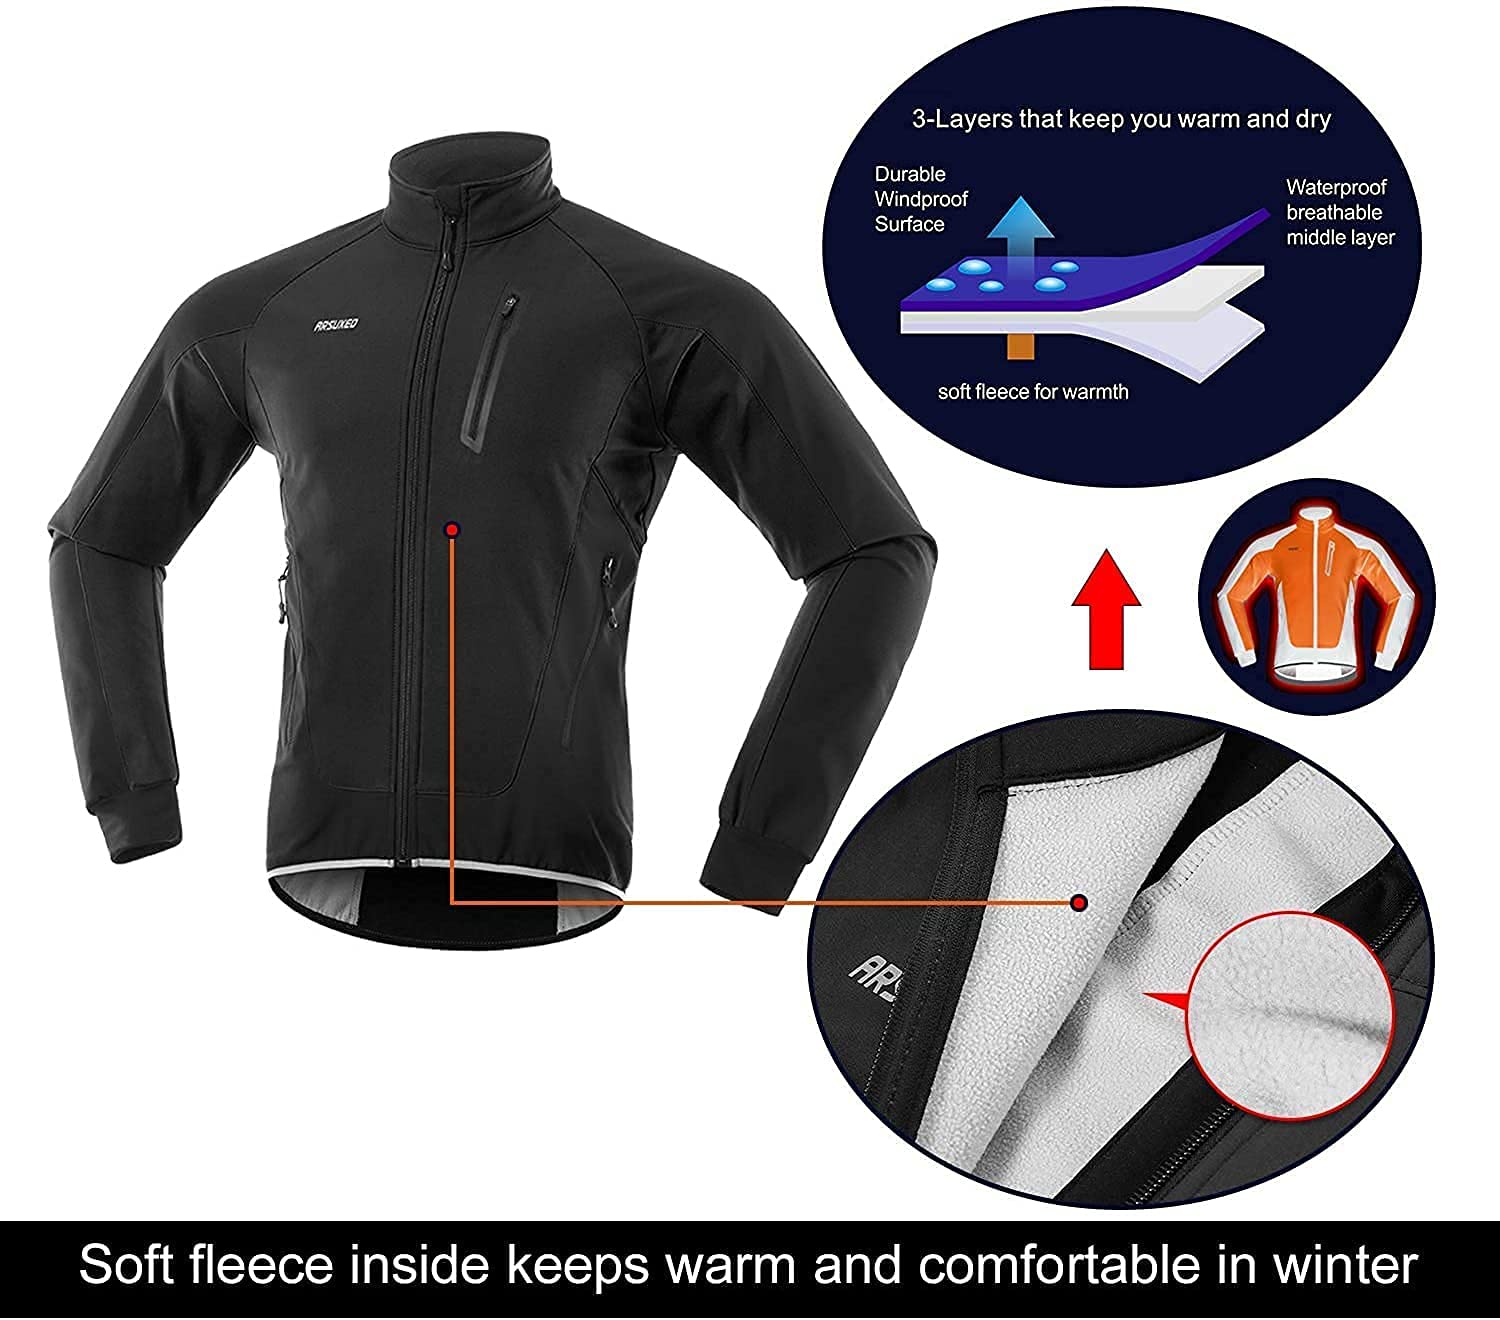 3-Layers that keep you warm and dry
Durable
Windproof
Surface
Waterproof
breathable
middle layer
soft fleece for warmth
ARSUXEO
ARS
Soft fleece inside keeps warm and comfortable in winter